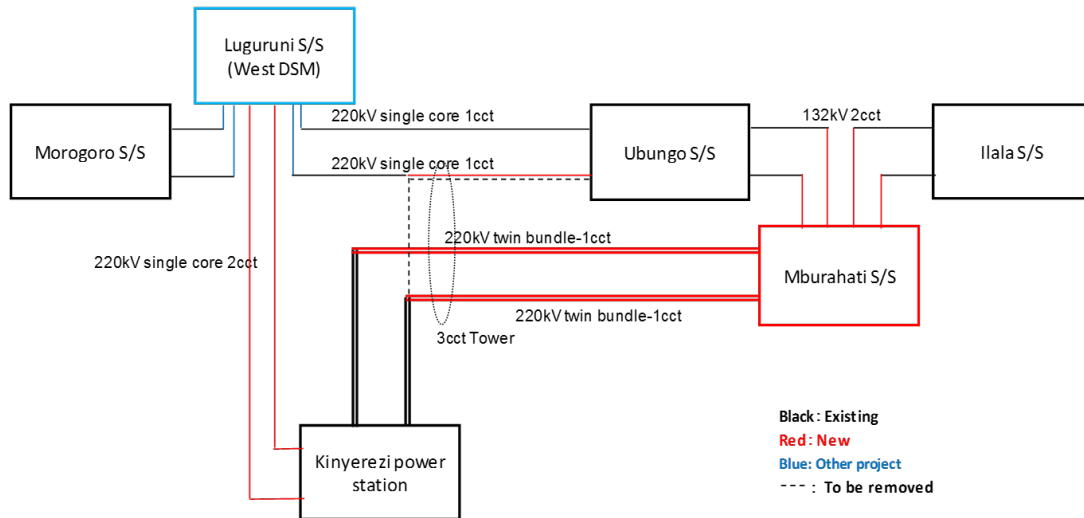 Luguruni S/S
(West DSM)
220kV single core 1cct
132kV 2cct
Morogoro S/S
Ubungo S/S
Ilala S/S
220kV single core 1cct
220kV twin bundle-1cct
220kV single core 2cct
Mburahati S/S
220kV twin bundle-1cct
3cct Tower
Kinyerezi power
station
Black: Existing
Red: New
Blue: Other project
---: To be removed